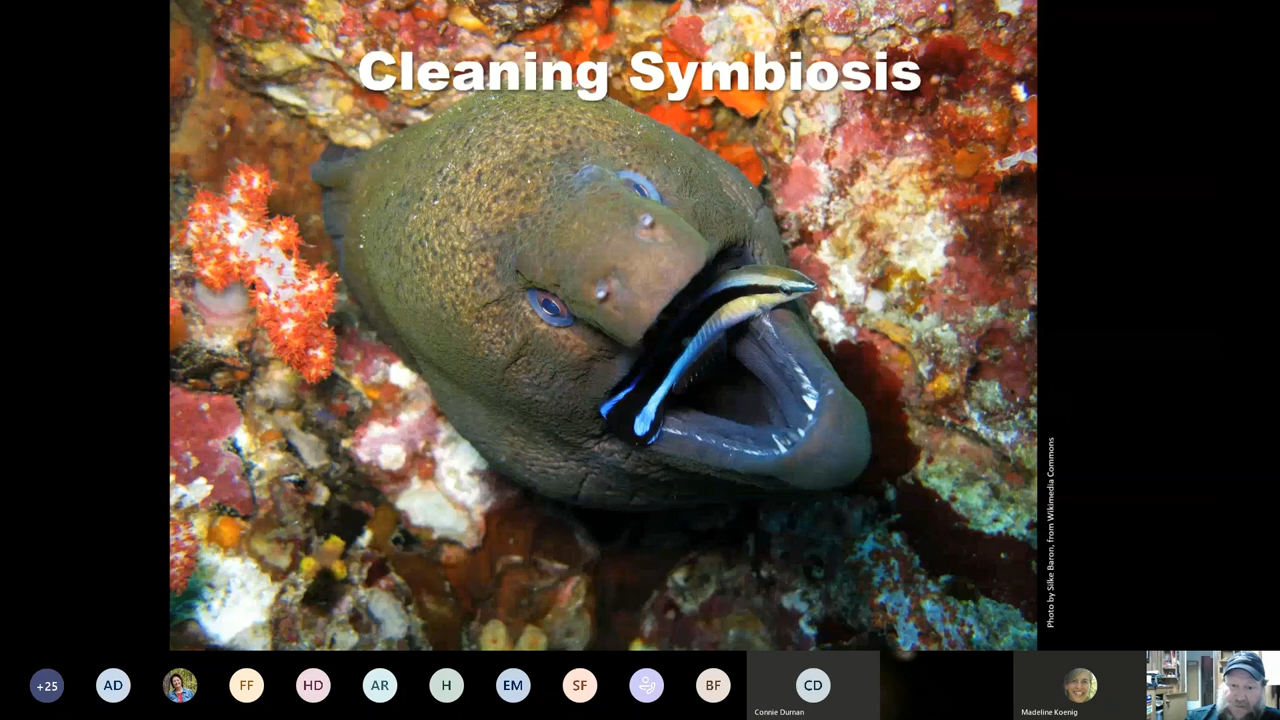 Cleaning Symbiosis
Photo by Silke Baron, from Wikimedia Commons
+25
AD
FF
HD
AR
H
EM
SF
BF
CD
Connie Durnan
Madeline Koenig